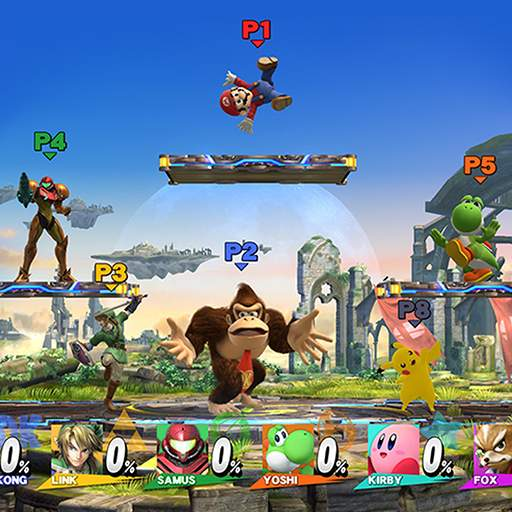 P1
P4
P5
P2
P3
P8
0% 0% 0% 0% 0%
KONG LINK SAMUS YOSHI KIRBY FOX